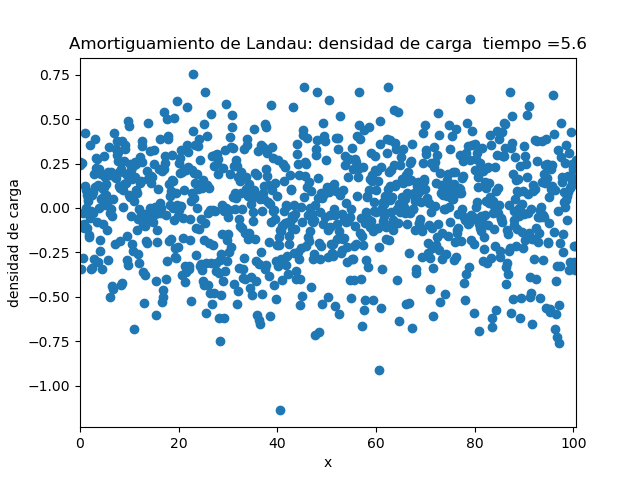 Amortiguamiento de Landau: densidad de carga  tiempo =5.6
densidad de carga
0.75
0.50
0.25
0.00
−0.25
−0.50
−0.75
−1.00
0 20 40 60 80 100
x